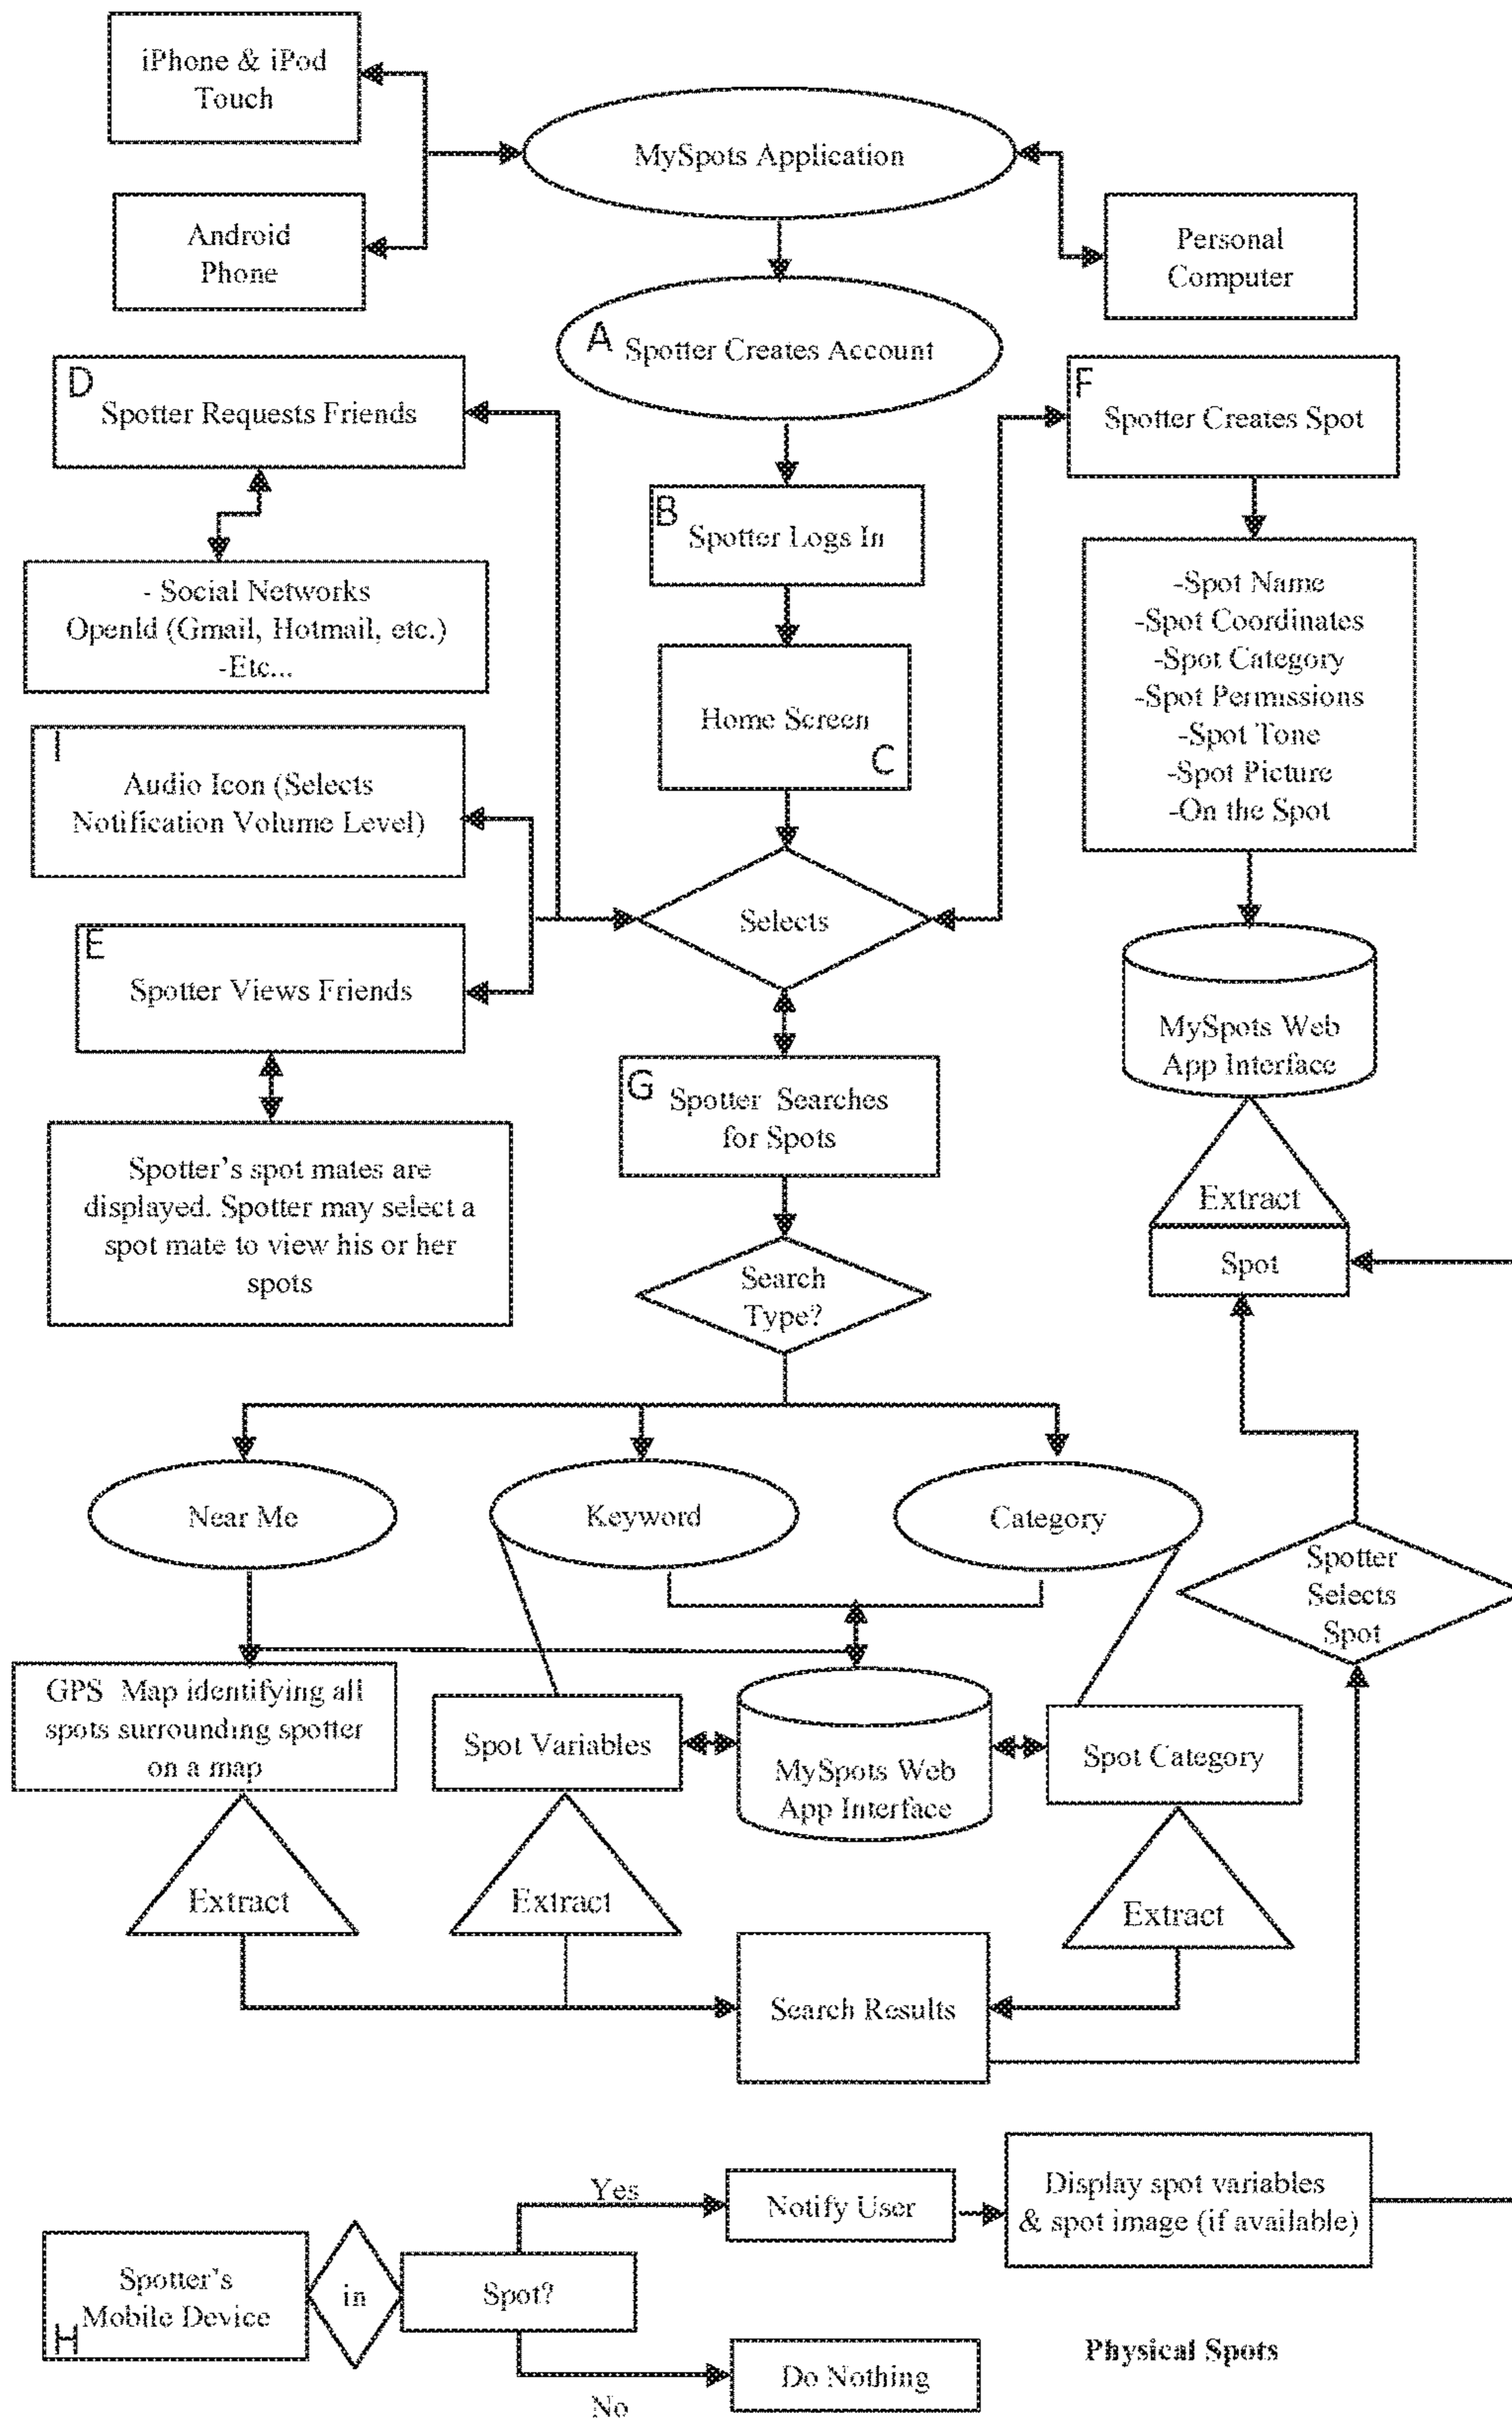 iPhone & iPod
Touch
MySpots Application
Android
Phone
Personal
Computer
A
Spotter Creates Account
D
Spotter Requests Friends
F
Spotter Creates Spot
B
Spotter Logs In
- Social Networks
OpenId (Gmail, Hotmail, etc.)
-Etc...
-Spot Name
-Spot Coordinates
-Spot Category
-Spot Permissions
-Spot Tone
-Spot Picture
-On the Spot
Home Screen
C
I
Audio Icon (Selects
Notification Volume Level)
Selects
E
Spotter Views Friends
MySpots Web
App Interface
G
Spotter Searches
for Spots
Spotter's spot mates are
displayed. Spotter may select a
spot mate to view his or her
spots
Extract
Spot
Search
Type?
Near Me
Keyword
Category
Spotter
Selects
Spot
GPS Map identifying all
spots surrounding spotter
on a map
Spot Variables
MySpots Web
App Interface
Spot Category
Extract
Extract
Extract
Search Results
Yes
Notify User
Display spot variables
& spot image (if available)
Spotter's
Mobile Device
H
in
Spot?
Do Nothing
No
Physical Spots